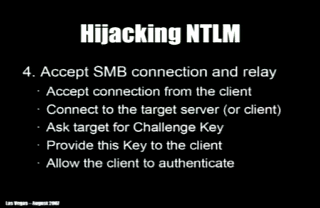 Hijacking NTLM
4. Accept SMB connection and relay
· Accept connection from the client
· Connect to the target server (or client)
· Ask target for Challenge Key
· Provide this Key to the client
· Allow the client to authenticate
Las Vegas – August 2007